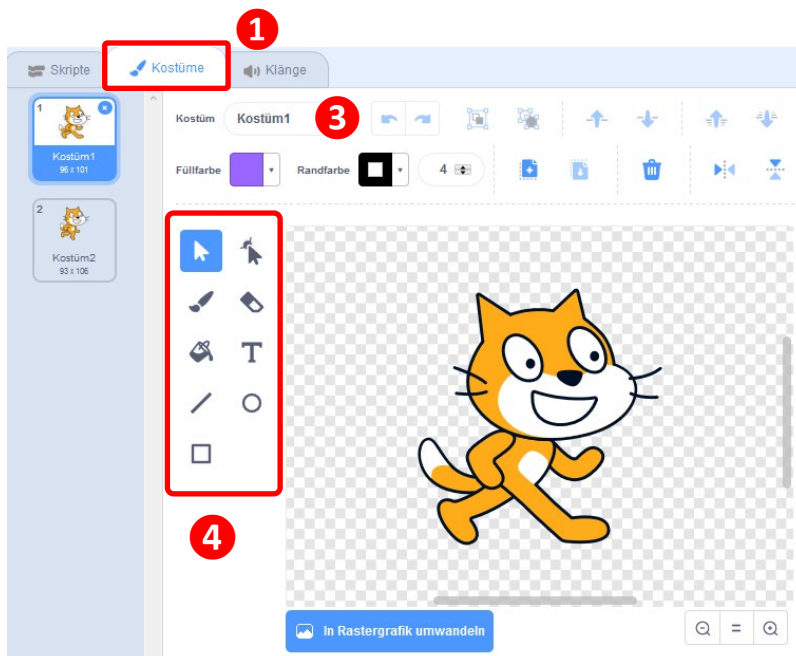 1
Skripte Kostüme Klänge
1
Kostüm1
96 x 101
2
Kostüm2
93 x 106
Kostüm Kostüm1 3
Füllfarbe Randfarbe 4
T
4
In Rastergrafik umwandeln
=